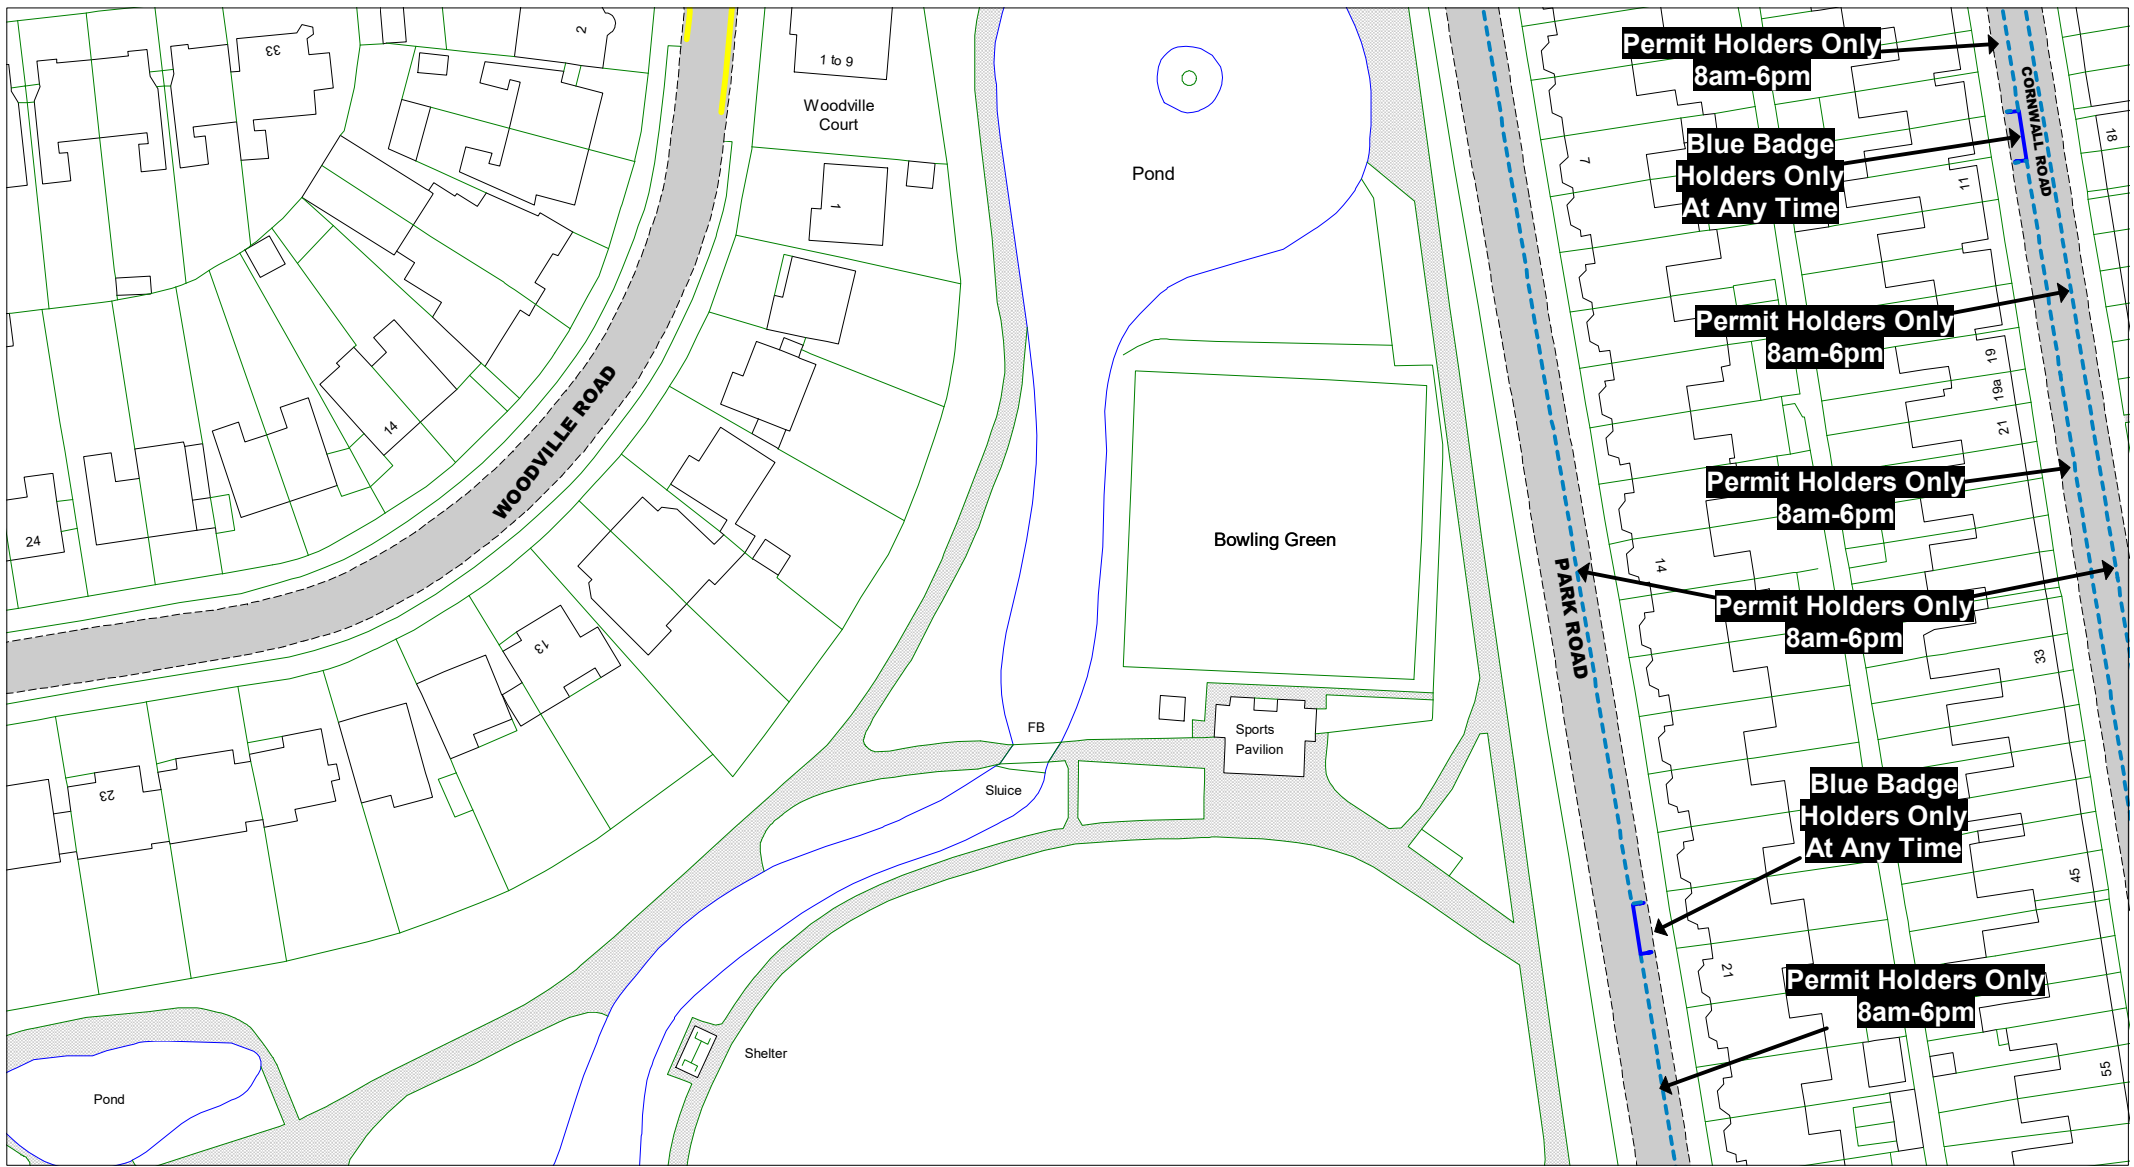 33
2
1 to 9
Woodville
Court
1
Pond
7
Permit Holders Only
8am-6pm
CORNWALL ROAD
18
Blue Badge
Holders Only
At Any Time
11
Permit Holders Only
8am-6pm
19
19a
21
14
WOODVILLE ROAD
24
Permit Holders Only
8am-6pm
Bowling Green
PARK ROAD
14
Permit Holders Only
8am-6pm
33
13
FB
Sports
Pavilion
Sluice
23
Blue Badge
Holders Only
At Any Time
45
21
Permit Holders Only
8am-6pm
Shelter
55
Pond